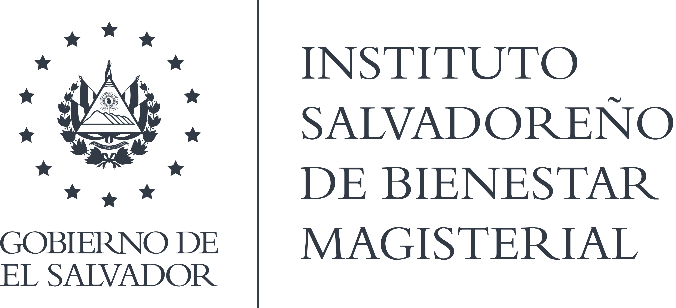 GOBIERNO DE
EL SALVADOR
INSTITUTO
SALVADOREÑO
DE BIENESTAR
MAGISTERIAL